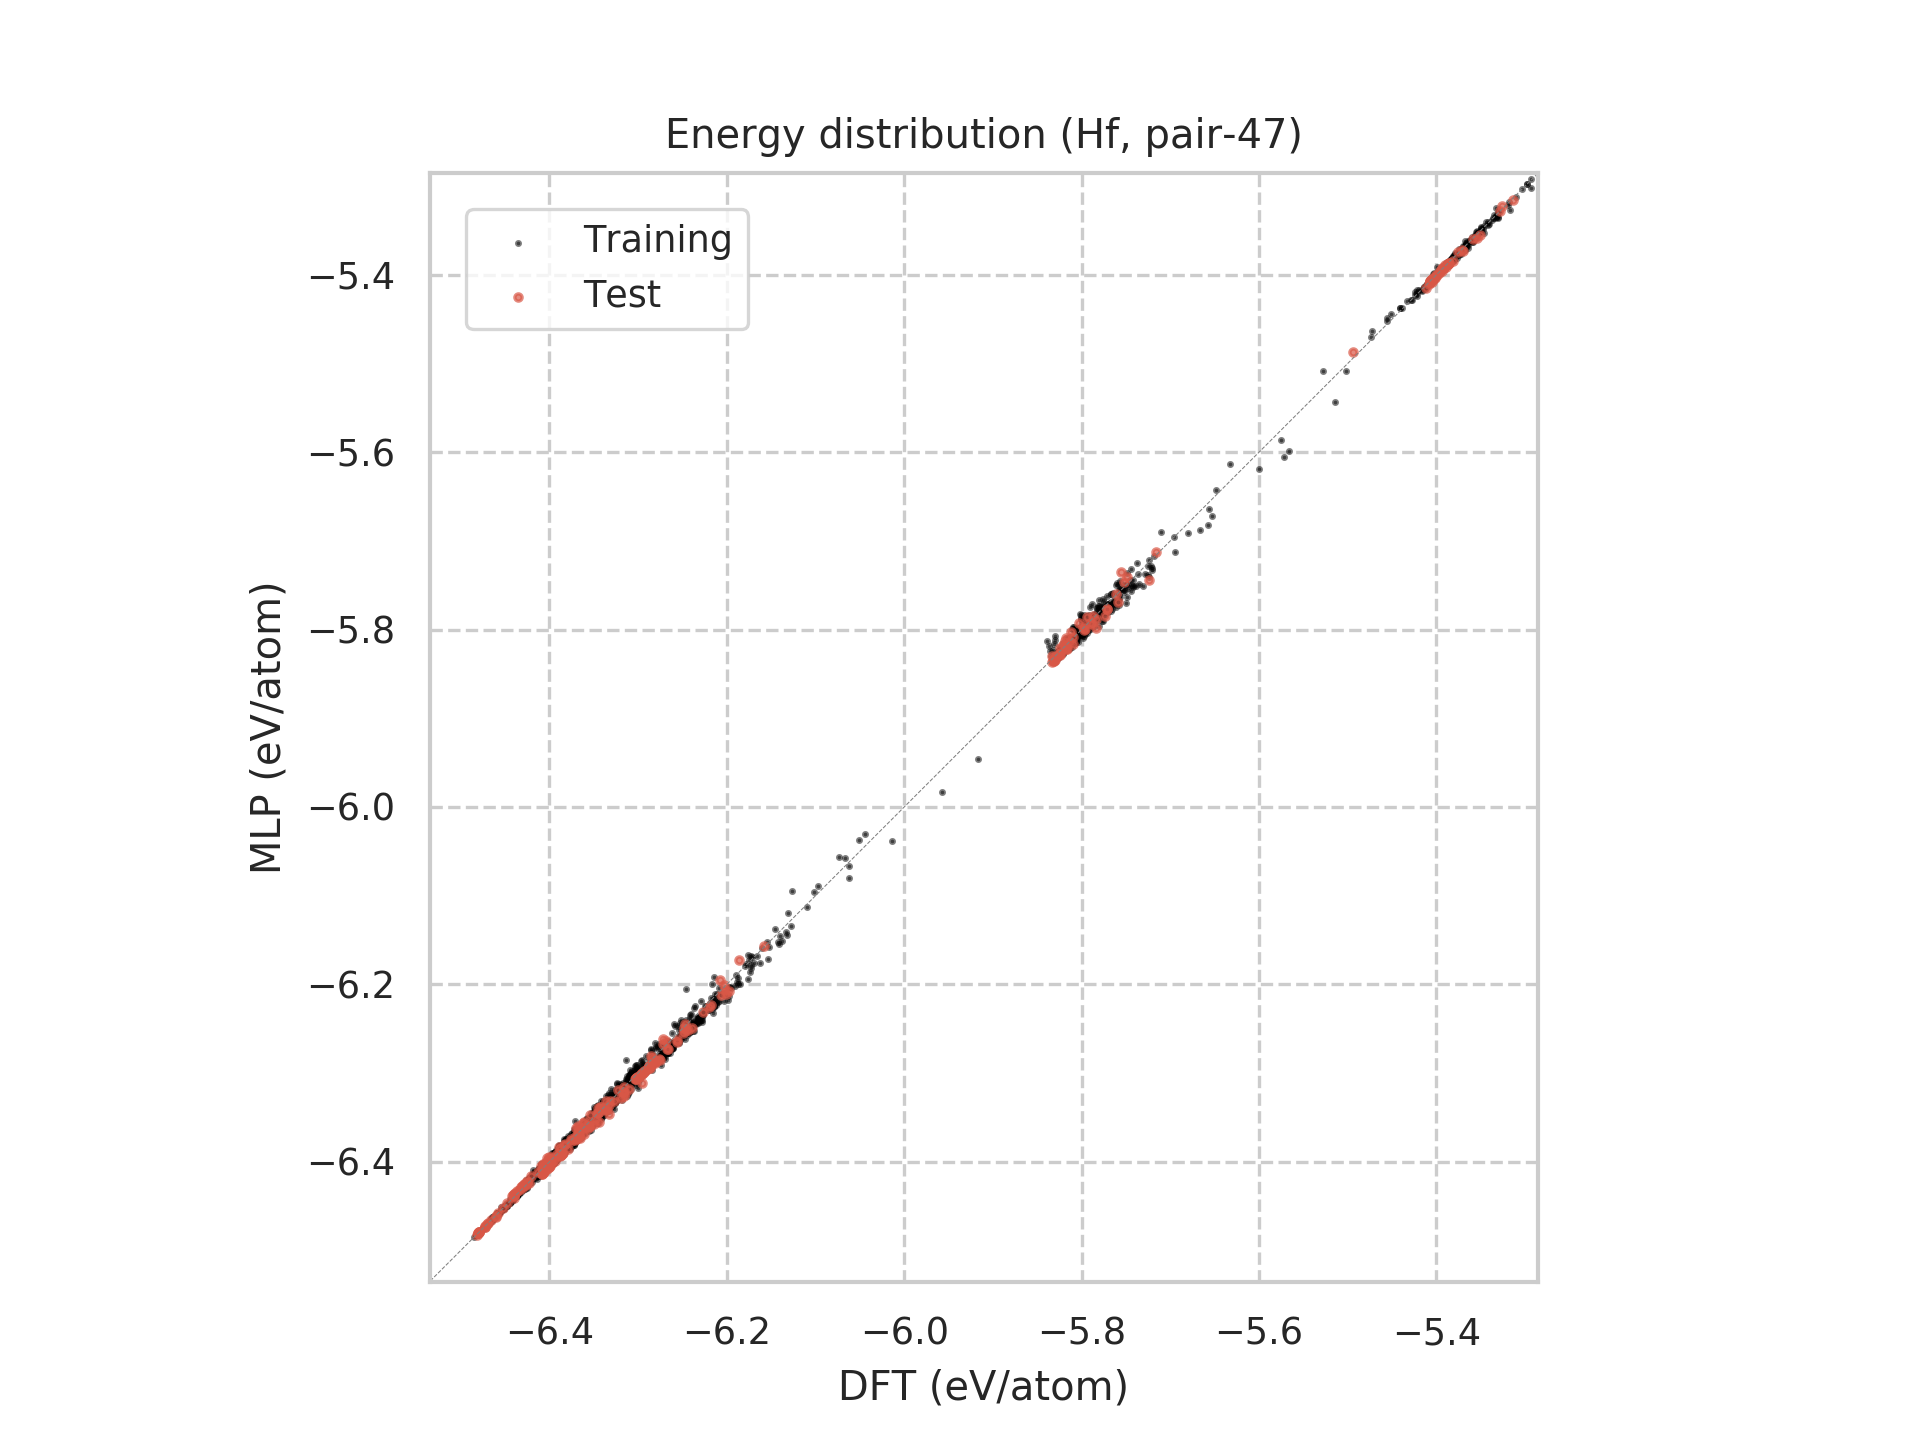 Energy distribution (Hf, pair-47)
Training
Test
−5.4
−5.6
−5.8
−6.0
−6.2
−6.4
MLP (eV/atom)
−6.4 −6.2 −6.0 −5.8 −5.6 −5.4
DFT (eV/atom)